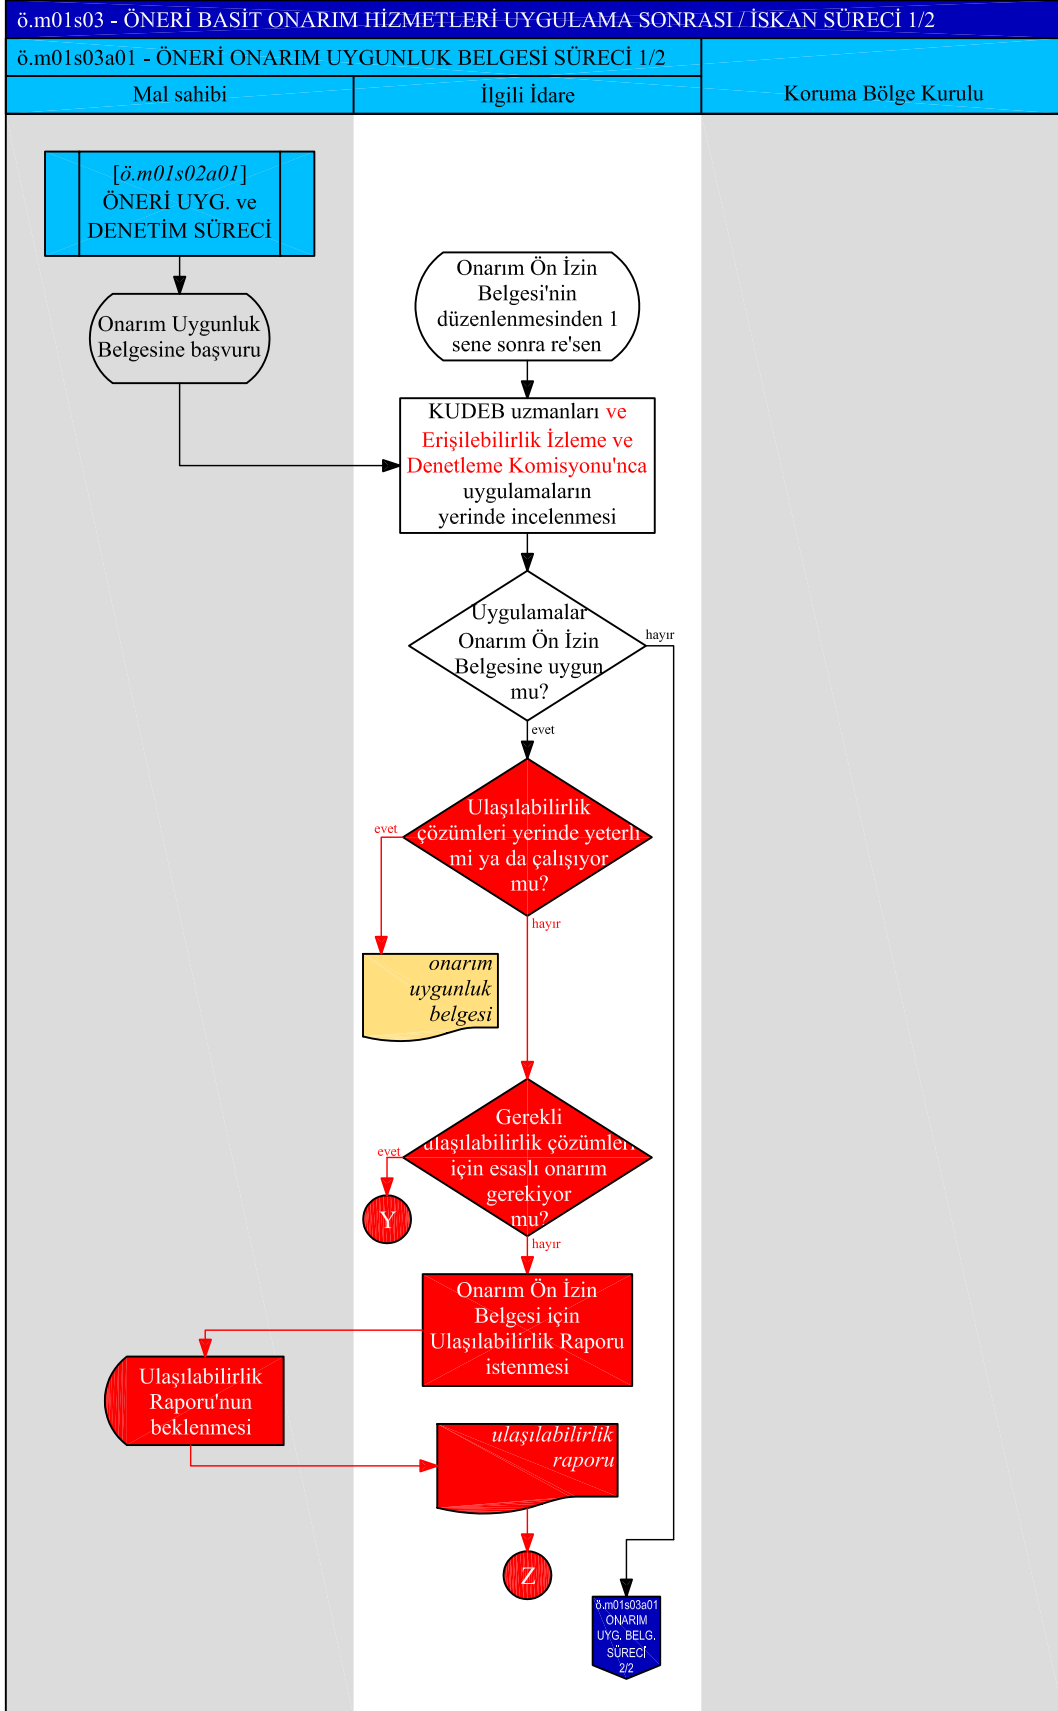 ö.m01s03 - ÖNERİ BASİT ONARIM HİZMETLERİ UYGULAMA SONRASI / İSKAN SÜRECİ 1/2
ö.m01s03a01 - ÖNERİ ONARIM UYGUNLUK BELGESİ SÜRECİ 1/2
Mal sahibi
İlgili İdare
Koruma Bölge Kurulu
[ö.m01s02a01]
ÖNERİ UYG. ve
DENETİM SÜRECİ
Onarım Uygunluk
Belgesine başvuru
Onarım Ön İzin
Belgesi'nin
düzenlenmesinden 1
sene sonra re'sen
KUDEB uzmanları ve
Erişilebilirlik İzleme ve
Denetleme Komisyonu'nca
uygulamaların
yerinde incelenmesi
Uygulamalar
Onarım Ön İzin
Belgesine uygun
mu?
hayır
evet
Ulaşılabilirlik
çözümleri yerinde yeterli
mi ya da çalışıyor
mu?
evet
hayır
onarım
uygunluk
belgesi
Gerekli
ulaşılabilirlik çözümleri
için esaslı onarım
gerekiyor
mu?
evet
Y
hayır
Onarım Ön İzin
Belgesi için
Ulaşılabilirlik Raporu
istenmesi
Ulaşılabilirlik
Raporu'nun
beklenmesi
ulaşılabilirlik
raporu
Z
ö.m01s03a01
ONARIM
UYG. BELG.
SÜRECİ
2/2